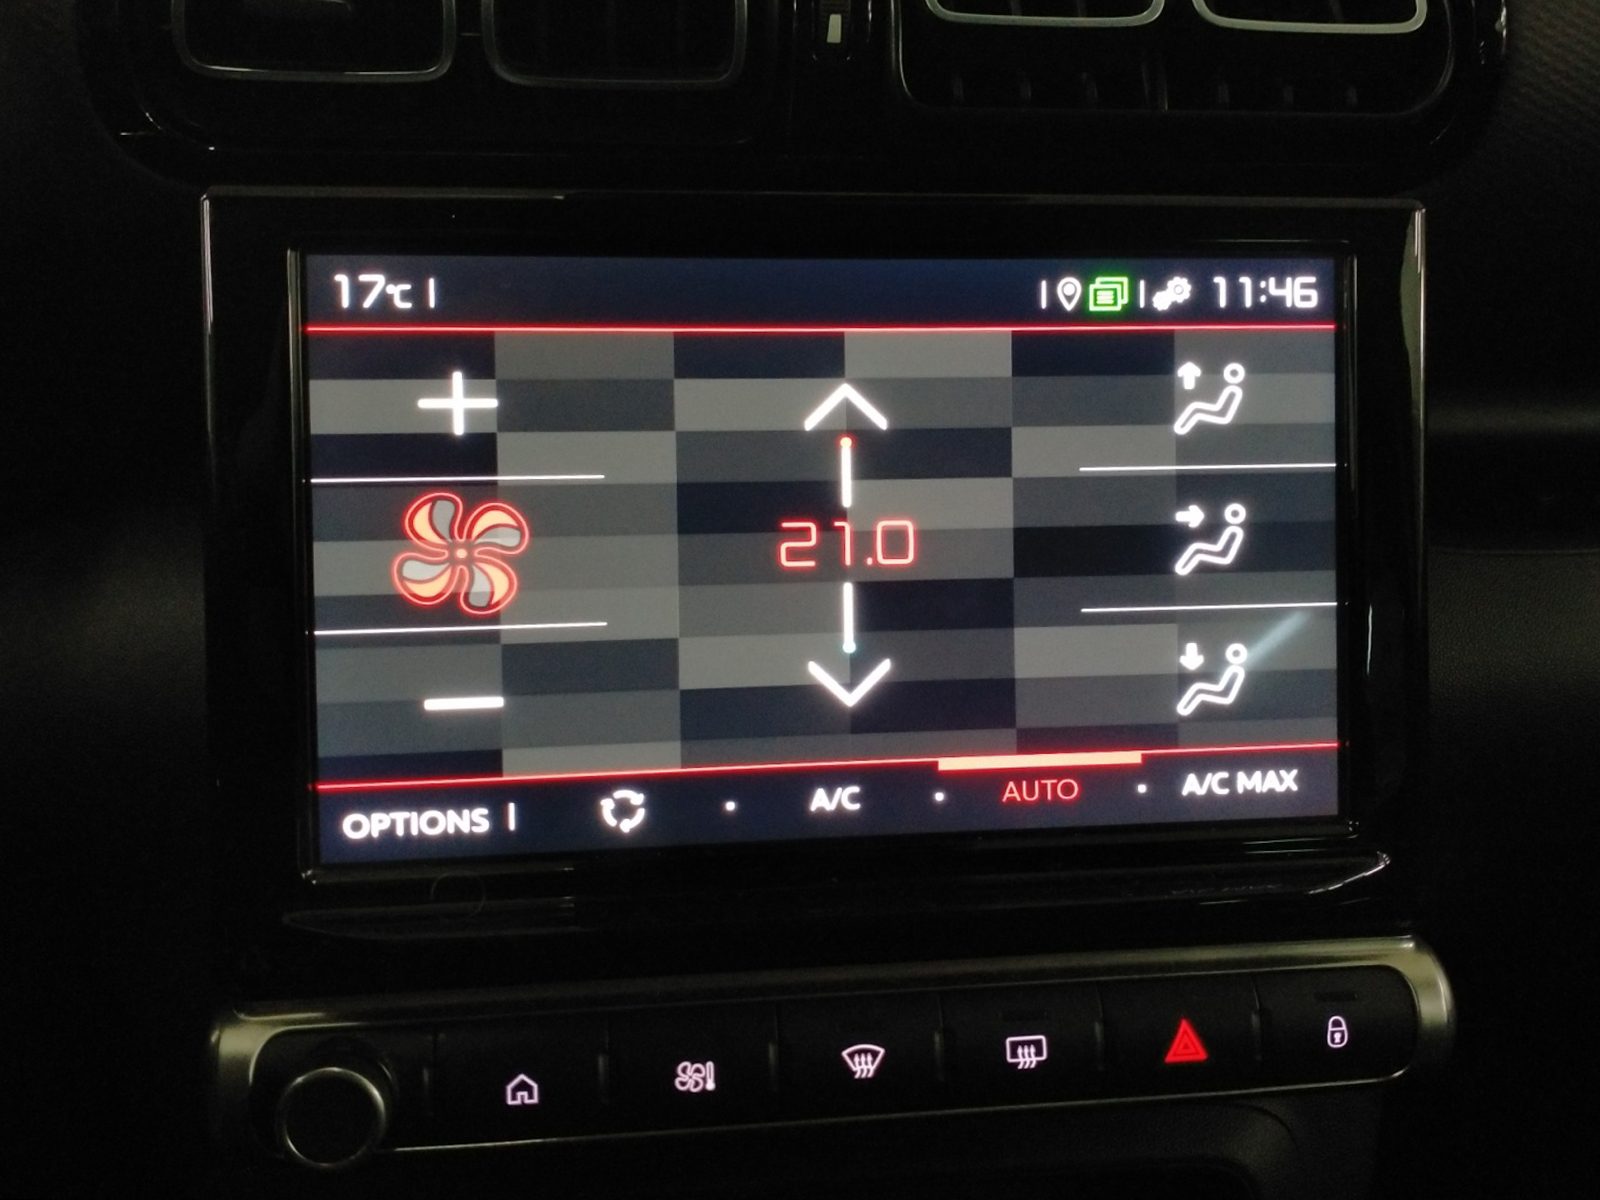 17°C
11:46
21.0
OPTIONS
A/C
AUTO
A/C MAX